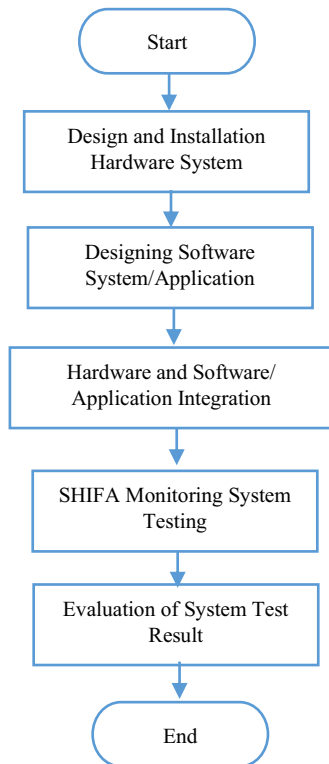 Start
Design and Installation
Hardware System
Designing Software
System/Application
Hardware and Software/
Application Integration
SHIFA Monitoring System
Testing
Evaluation of System Test
Result
End